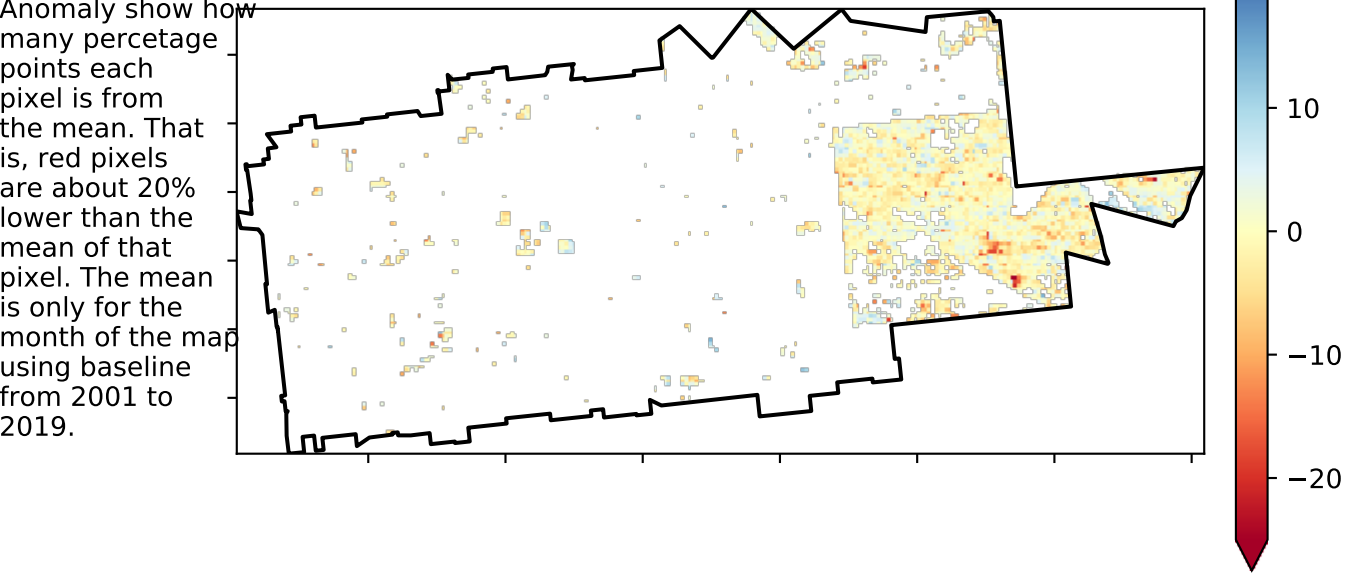 Anomaly show how
many percetage
points each
pixel is from
the mean. That
is, red pixels
are about 20%
lower than the
mean of that
pixel. The mean
is only for the
month of the map
using baseline
from 2001 to
2019.
10
0
−10
−20